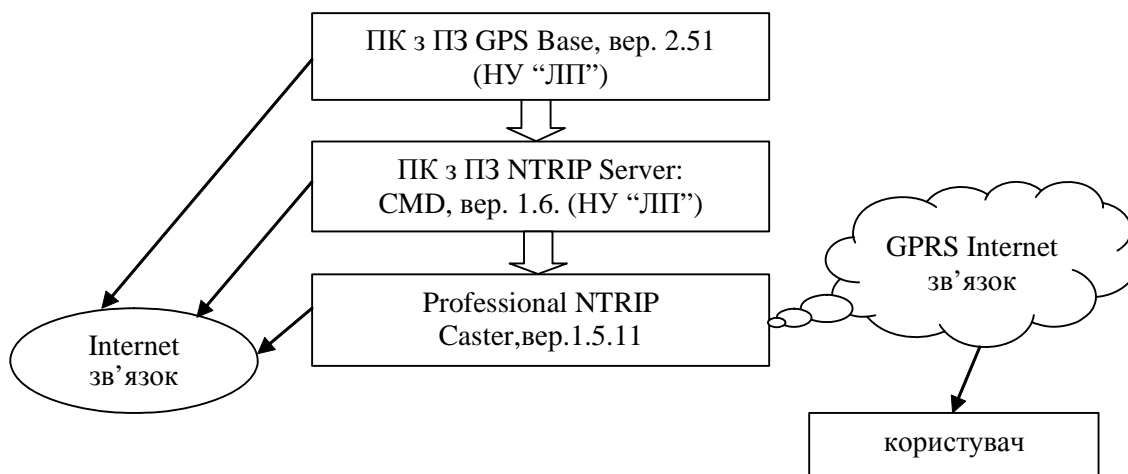 ПК з ПЗ GPS Base, вер. 2.51
(НУ “ЛП”)
ПК з ПЗ NTRIP Server:
CMD, вер. 1.6. (НУ “ЛП”)
Professional NTRIP
Caster,вер.1.5.11
GPRS Internet
зв’язок
Internet
зв’язок
користувач